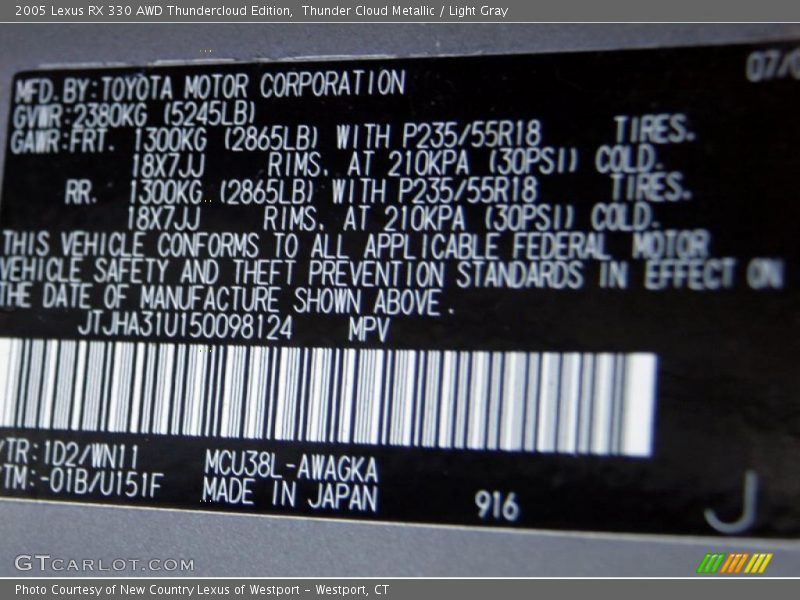 2005 Lexus RX 330 AWD Thundercloud Edition,  Thunder Cloud Metallic / Light Gray
07/0
MFD.BY:TOYOTA MOTOR CORPORATION
GVWR:2380KG (5245LB)
GAWR:FRT. 1300KG (2865LB) WITH P235/55R18 TIRES.
18X7JJ RIMS. AT 210KPA (30PSI) COLD.
RR. 1300KG (2865LB) WITH P235/55R18 TIRES.
18X7JJ RIMS. AT 210KPA (30PSI) COLD.
THIS VEHICLE CONFORMS TO ALL APPLICABLE FEDERAL MOTOR
VEHICLE SAFETY AND THEFT PREVENTION STANDARDS IN EFFECT ON
THE DATE OF MANUFACTURE SHOWN ABOVE.
JTJHA31U150098124 MPV
/TR:1D2/WN11 MCU38L-AWAGKA
/TM:-01B/U151F MADE IN JAPAN 916 J
GTCARLOT.COM
Photo Courtesy of New Country Lexus of Westport - Westport, CT